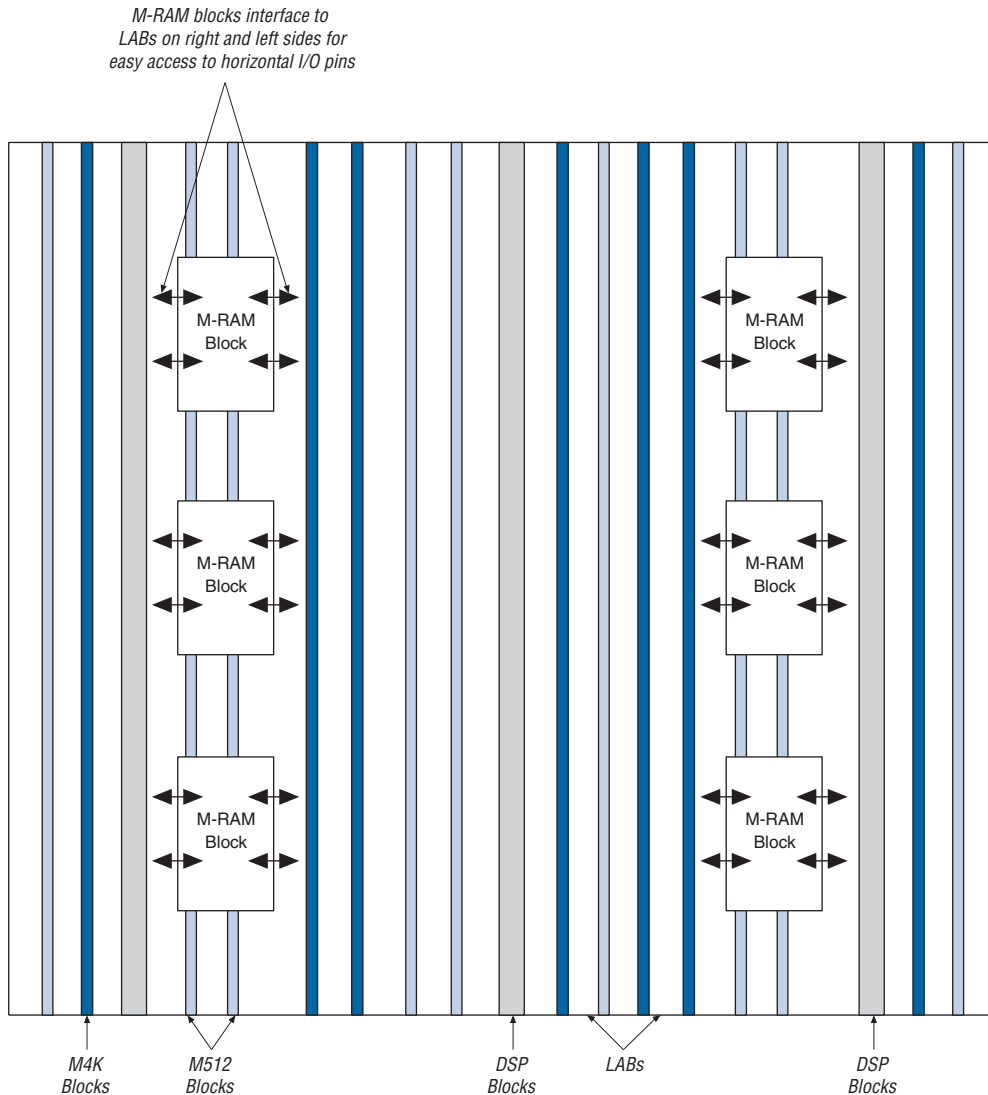 M-RAM blocks interface to
LABs on right and left sides for
easy access to horizontal I/O pins
M-RAM
Block
M-RAM
Block
M-RAM
Block
M-RAM
Block
M-RAM
Block
M-RAM
Block
M4K
Blocks
M512
Blocks
DSP
Blocks
LABs
DSP
Blocks